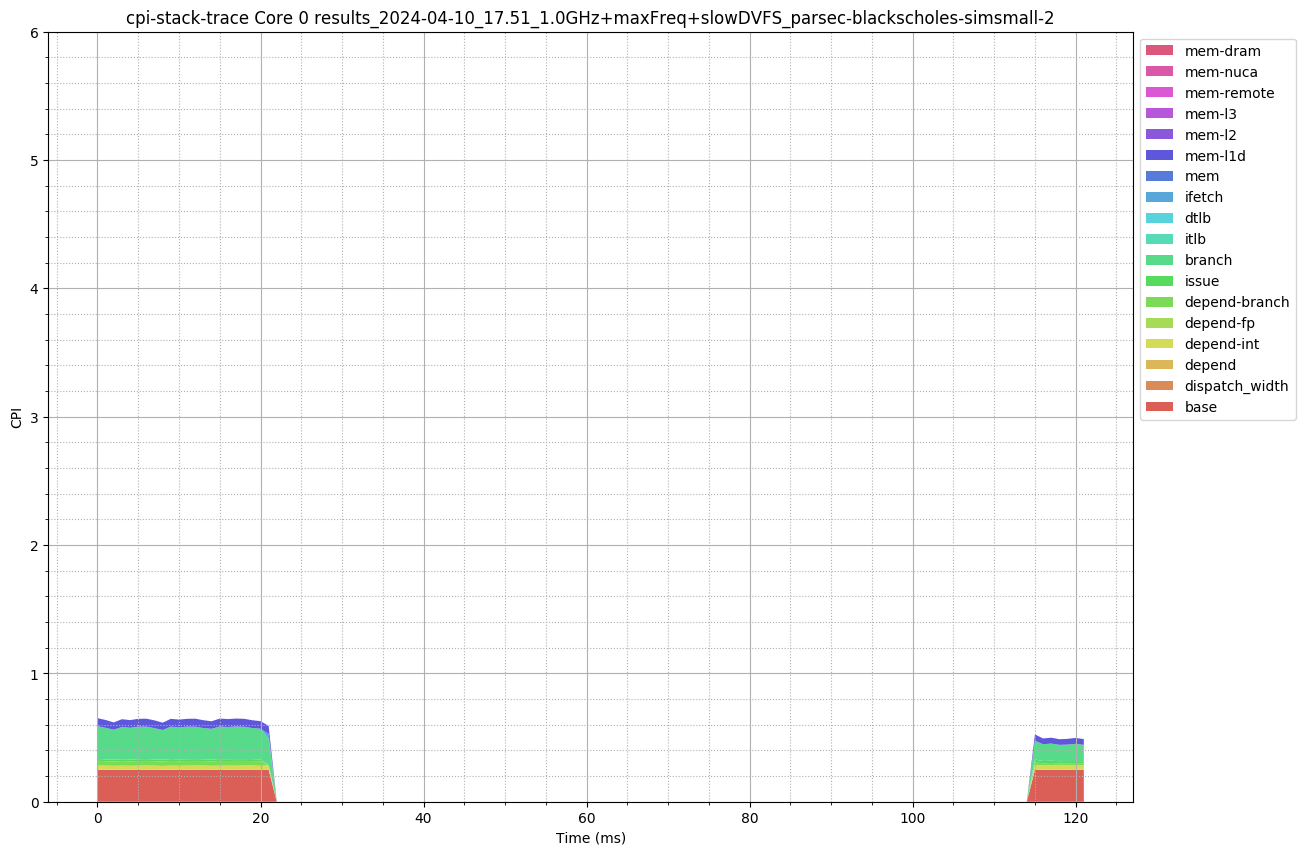 cpi-stack-trace Core 0 results_2024-04-10_17.51_1.0GHz+maxFreq+slowDVFS_parsec-blackscholes-simsmall-2
6
5
4
3
2
1
0
CPI
0 20 40 60 80 100 120
Time (ms)
mem-dram
mem-nuca
mem-remote
mem-l3
mem-l2
mem-l1d
mem
ifetch
dtlb
itlb
branch
issue
depend-branch
depend-fp
depend-int
depend
dispatch_width
base